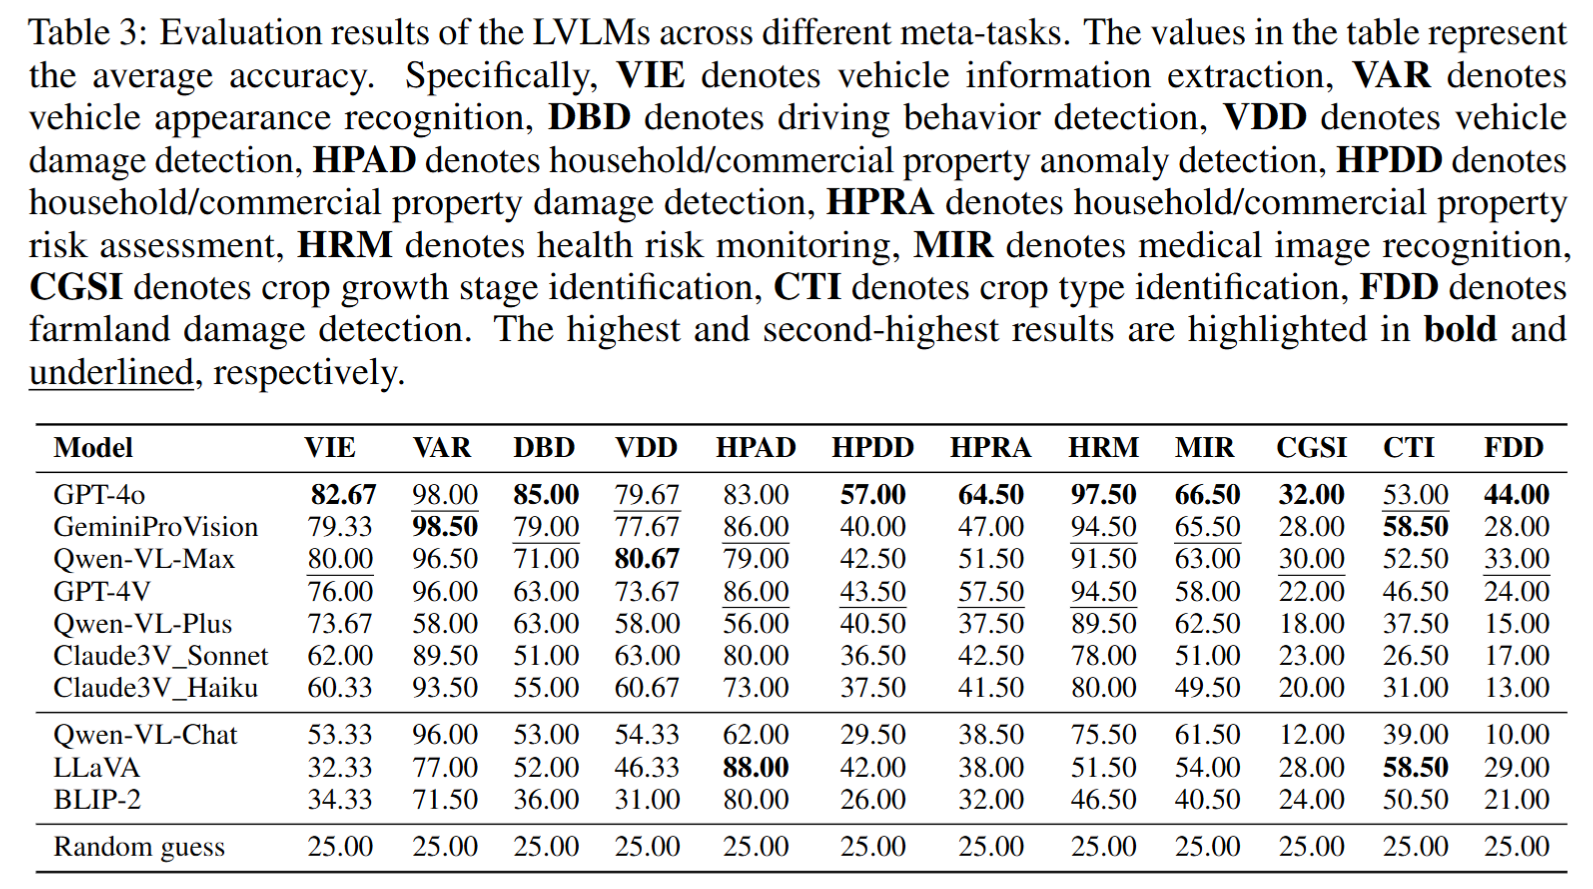 Table 3: Evaluation results of the LVLMs across different meta-tasks. The values in the table represent
the average accuracy. Specifically, VIE denotes vehicle information extraction, VAR denotes
vehicle appearance recognition, DBD denotes driving behavior detection, VDD denotes vehicle
damage detection, HPAD denotes household/commercial property anomaly detection, HPDD denotes
household/commercial property damage detection, HPRA denotes household/commercial property
risk assessment, HRM denotes health risk monitoring, MIR denotes medical image recognition,
CGSI denotes crop growth stage identification, CTI denotes crop type identification, FDD denotes
farmland damage detection. The highest and second-highest results are highlighted in bold and
underlined, respectively.
Model VIE VAR DBD VDD HPAD HPDD HPRA HRM MIR CGSI CTI FDD
GPT-4o 82.67 98.00 85.00 79.67 83.00 57.00 64.50 97.50 66.50 32.00 53.00 44.00
GeminiProVision 79.33 98.50 79.00 77.67 86.00 40.00 47.00 94.50 65.50 28.00 58.50 28.00
Qwen-VL-Max 80.00 96.50 71.00 80.67 79.00 42.50 51.50 91.50 63.00 30.00 52.50 33.00
GPT-4V 76.00 96.00 63.00 73.67 86.00 43.50 57.50 94.50 58.00 22.00 46.50 24.00
Qwen-VL-Plus 73.67 58.00 63.00 58.00 56.00 40.50 37.50 89.50 62.50 18.00 37.50 15.00
Claude3V_Sonnet 62.00 89.50 51.00 63.00 80.00 36.50 42.50 78.00 51.00 23.00 26.50 17.00
Claude3V_Haiku 60.33 93.50 55.00 60.67 73.00 37.50 41.50 80.00 49.50 20.00 31.00 13.00
Qwen-VL-Chat 53.33 96.00 53.00 54.33 62.00 29.50 38.50 75.50 61.50 12.00 39.00 10.00
LLaVA 32.33 77.00 52.00 46.33 88.00 42.00 38.00 51.50 54.00 28.00 58.50 29.00
BLIP-2 34.33 71.50 36.00 31.00 80.00 26.00 32.00 46.50 40.50 24.00 50.50 21.00
Random guess 25.00 25.00 25.00 25.00 25.00 25.00 25.00 25.00 25.00 25.00 25.00 25.00